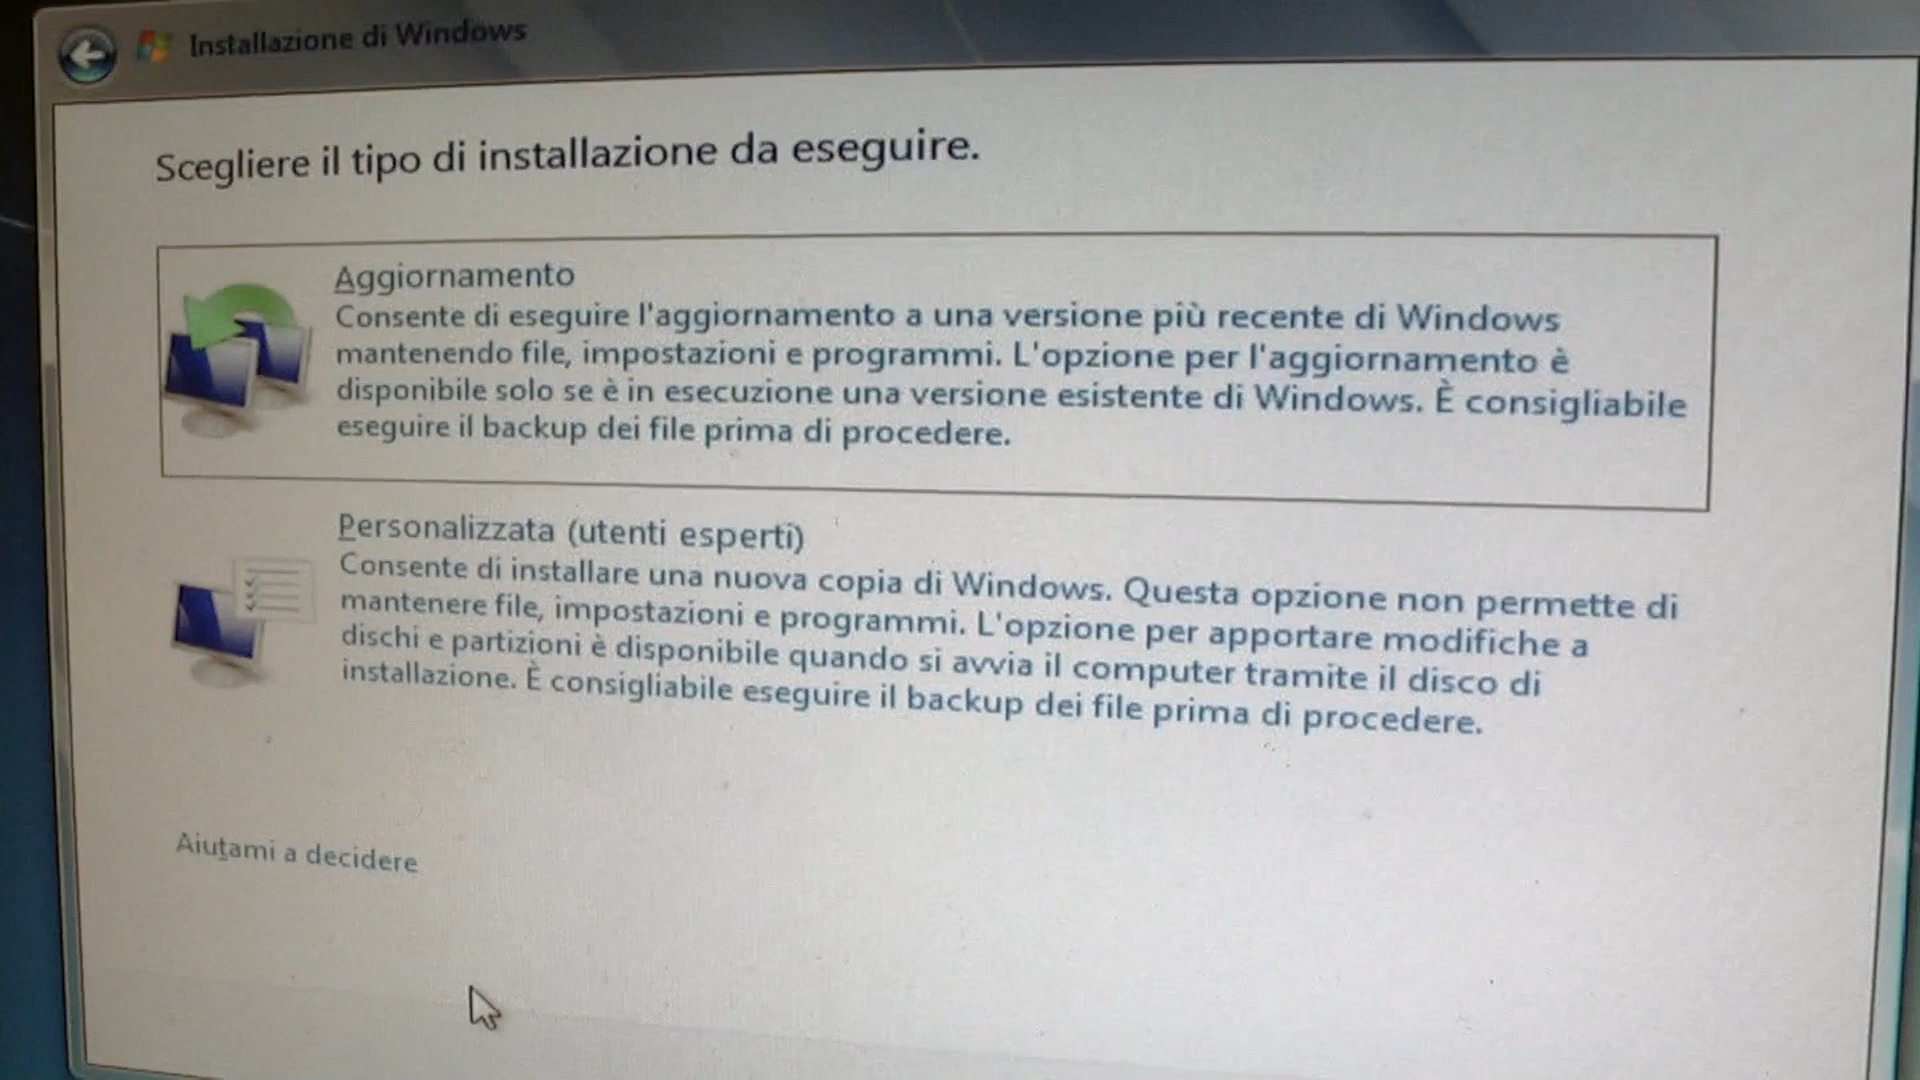 Installazione di Windows
Scegliere il tipo di installazione da eseguire.
Aggiornamento
Consente di eseguire l'aggiornamento a una versione più recente di Windows
mantenendo file, impostazioni e programmi. L'opzione per l'aggiornamento è
disponibile solo se è in esecuzione una versione esistente di Windows. È consigliabile
eseguire il backup dei file prima di procedere.
Personalizzata (utenti esperti)
Consente di installare una nuova copia di Windows. Questa opzione non permette di
mantenere file, impostazioni e programmi. L'opzione per apportare modifiche a
dischi e partizioni è disponibile quando si avvia il computer tramite il disco di
installazione. È consigliabile eseguire il backup dei file prima di procedere.
Aiutami a decidere